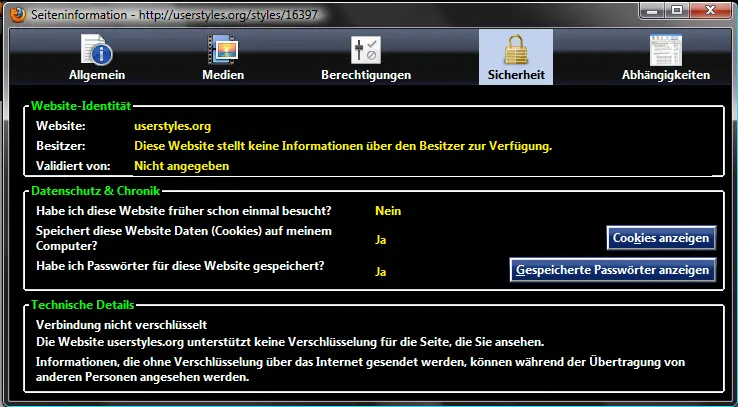 Seiteninformation - http://userstyles.org/styles/16397
Allgemein Medien Berechtigungen Sicherheit Abhängigkeiten
Website-Identität
Website: userstyles.org
Besitzer: Diese Website stellt keine Informationen über den Besitzer zur Verfügung.
Validiert von: Nicht angegeben
Datenschutz & Chronik
Habe ich diese Website früher schon einmal besucht? Nein
Speichert diese Website Daten (Cookies) auf meinem
Computer? Ja Cookies anzeigen
Habe ich Passwörter für diese Website gespeichert? Ja Gespeicherte Passwörter anzeigen
Technische Details
Verbindung nicht verschlüsselt
Die Website userstyles.org unterstützt keine Verschlüsselung für die Seite, die Sie ansehen.
Informationen, die ohne Verschlüsselung über das Internet gesendet werden, können während der Übertragung von
anderen Personen angesehen werden.